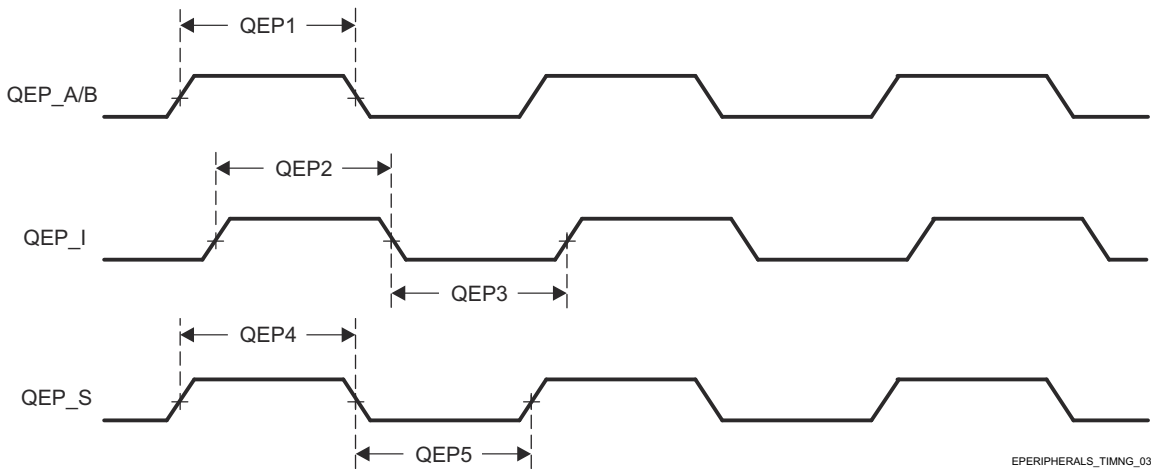 QEP1
QEP_A/B
QEP2
QEP_I
QEP3
QEP4
QEP_S
QEP5
EPERIPHERALS_TIMNG_03